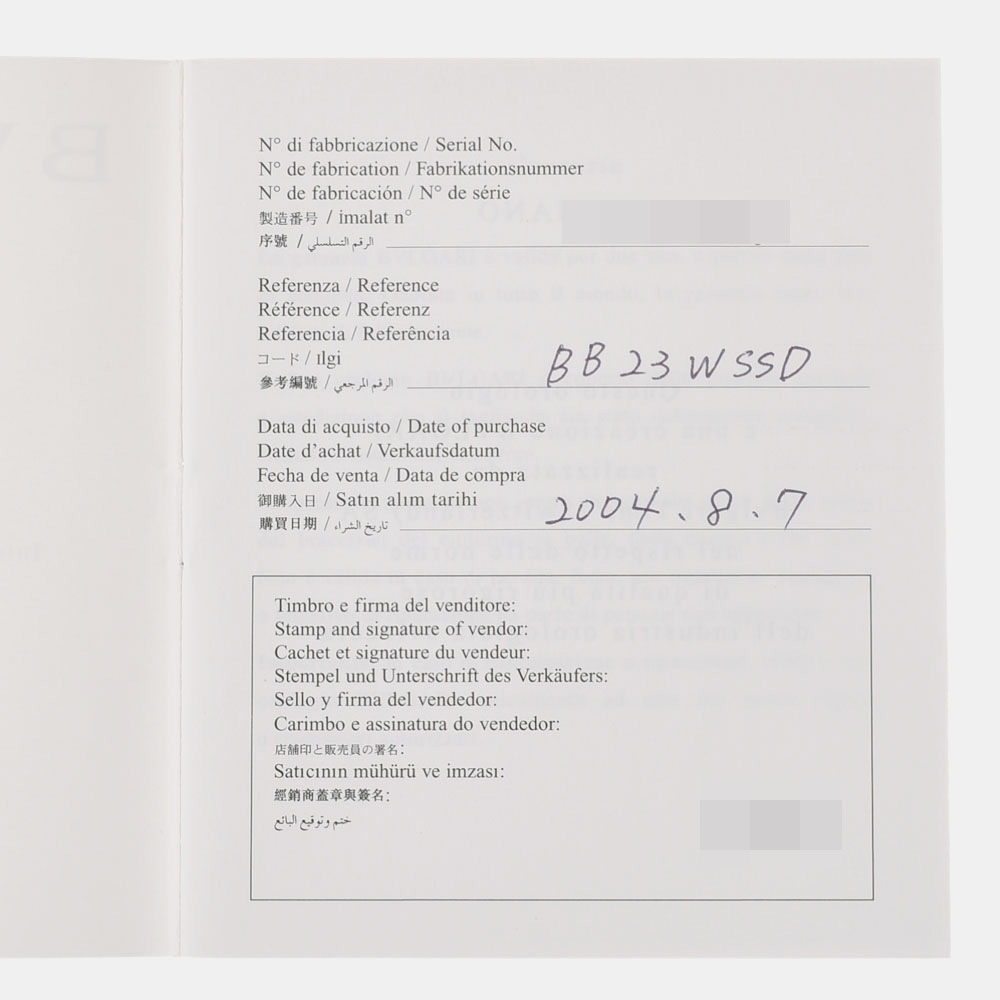 N° di fabbricazione / Serial No.
N° de fabrication / Fabrikationsnummer
N° de fabricación / N° de série
製造番号 / imalat n°
序號 / الرقم التسلسلي
Referenza / Reference
Référence / Referenz
Referencia / Referência
コード / ılgi
參考編號 / الرقم المرجعي
BB23WSSD
Data di acquisto / Date of purchase
Date d'achat / Verkaufsdatum
Fecha de venta / Data de compra
御購入日 / Satın alım tarihi
購買日期 / تاريخ الشراء
2004.8.7
Timbro e firma del venditore:
Stamp and signature of vendor:
Cachet et signature du vendeur:
Stempel und Unterschrift des Verkäufers:
Sello y firma del vendedor:
Carimbo e assinatura do vendedor:
店舗印と販売員の署名:
Satıcının mühürü ve imzası:
經銷商蓋章與簽名:
ختم وتوقيع البائع